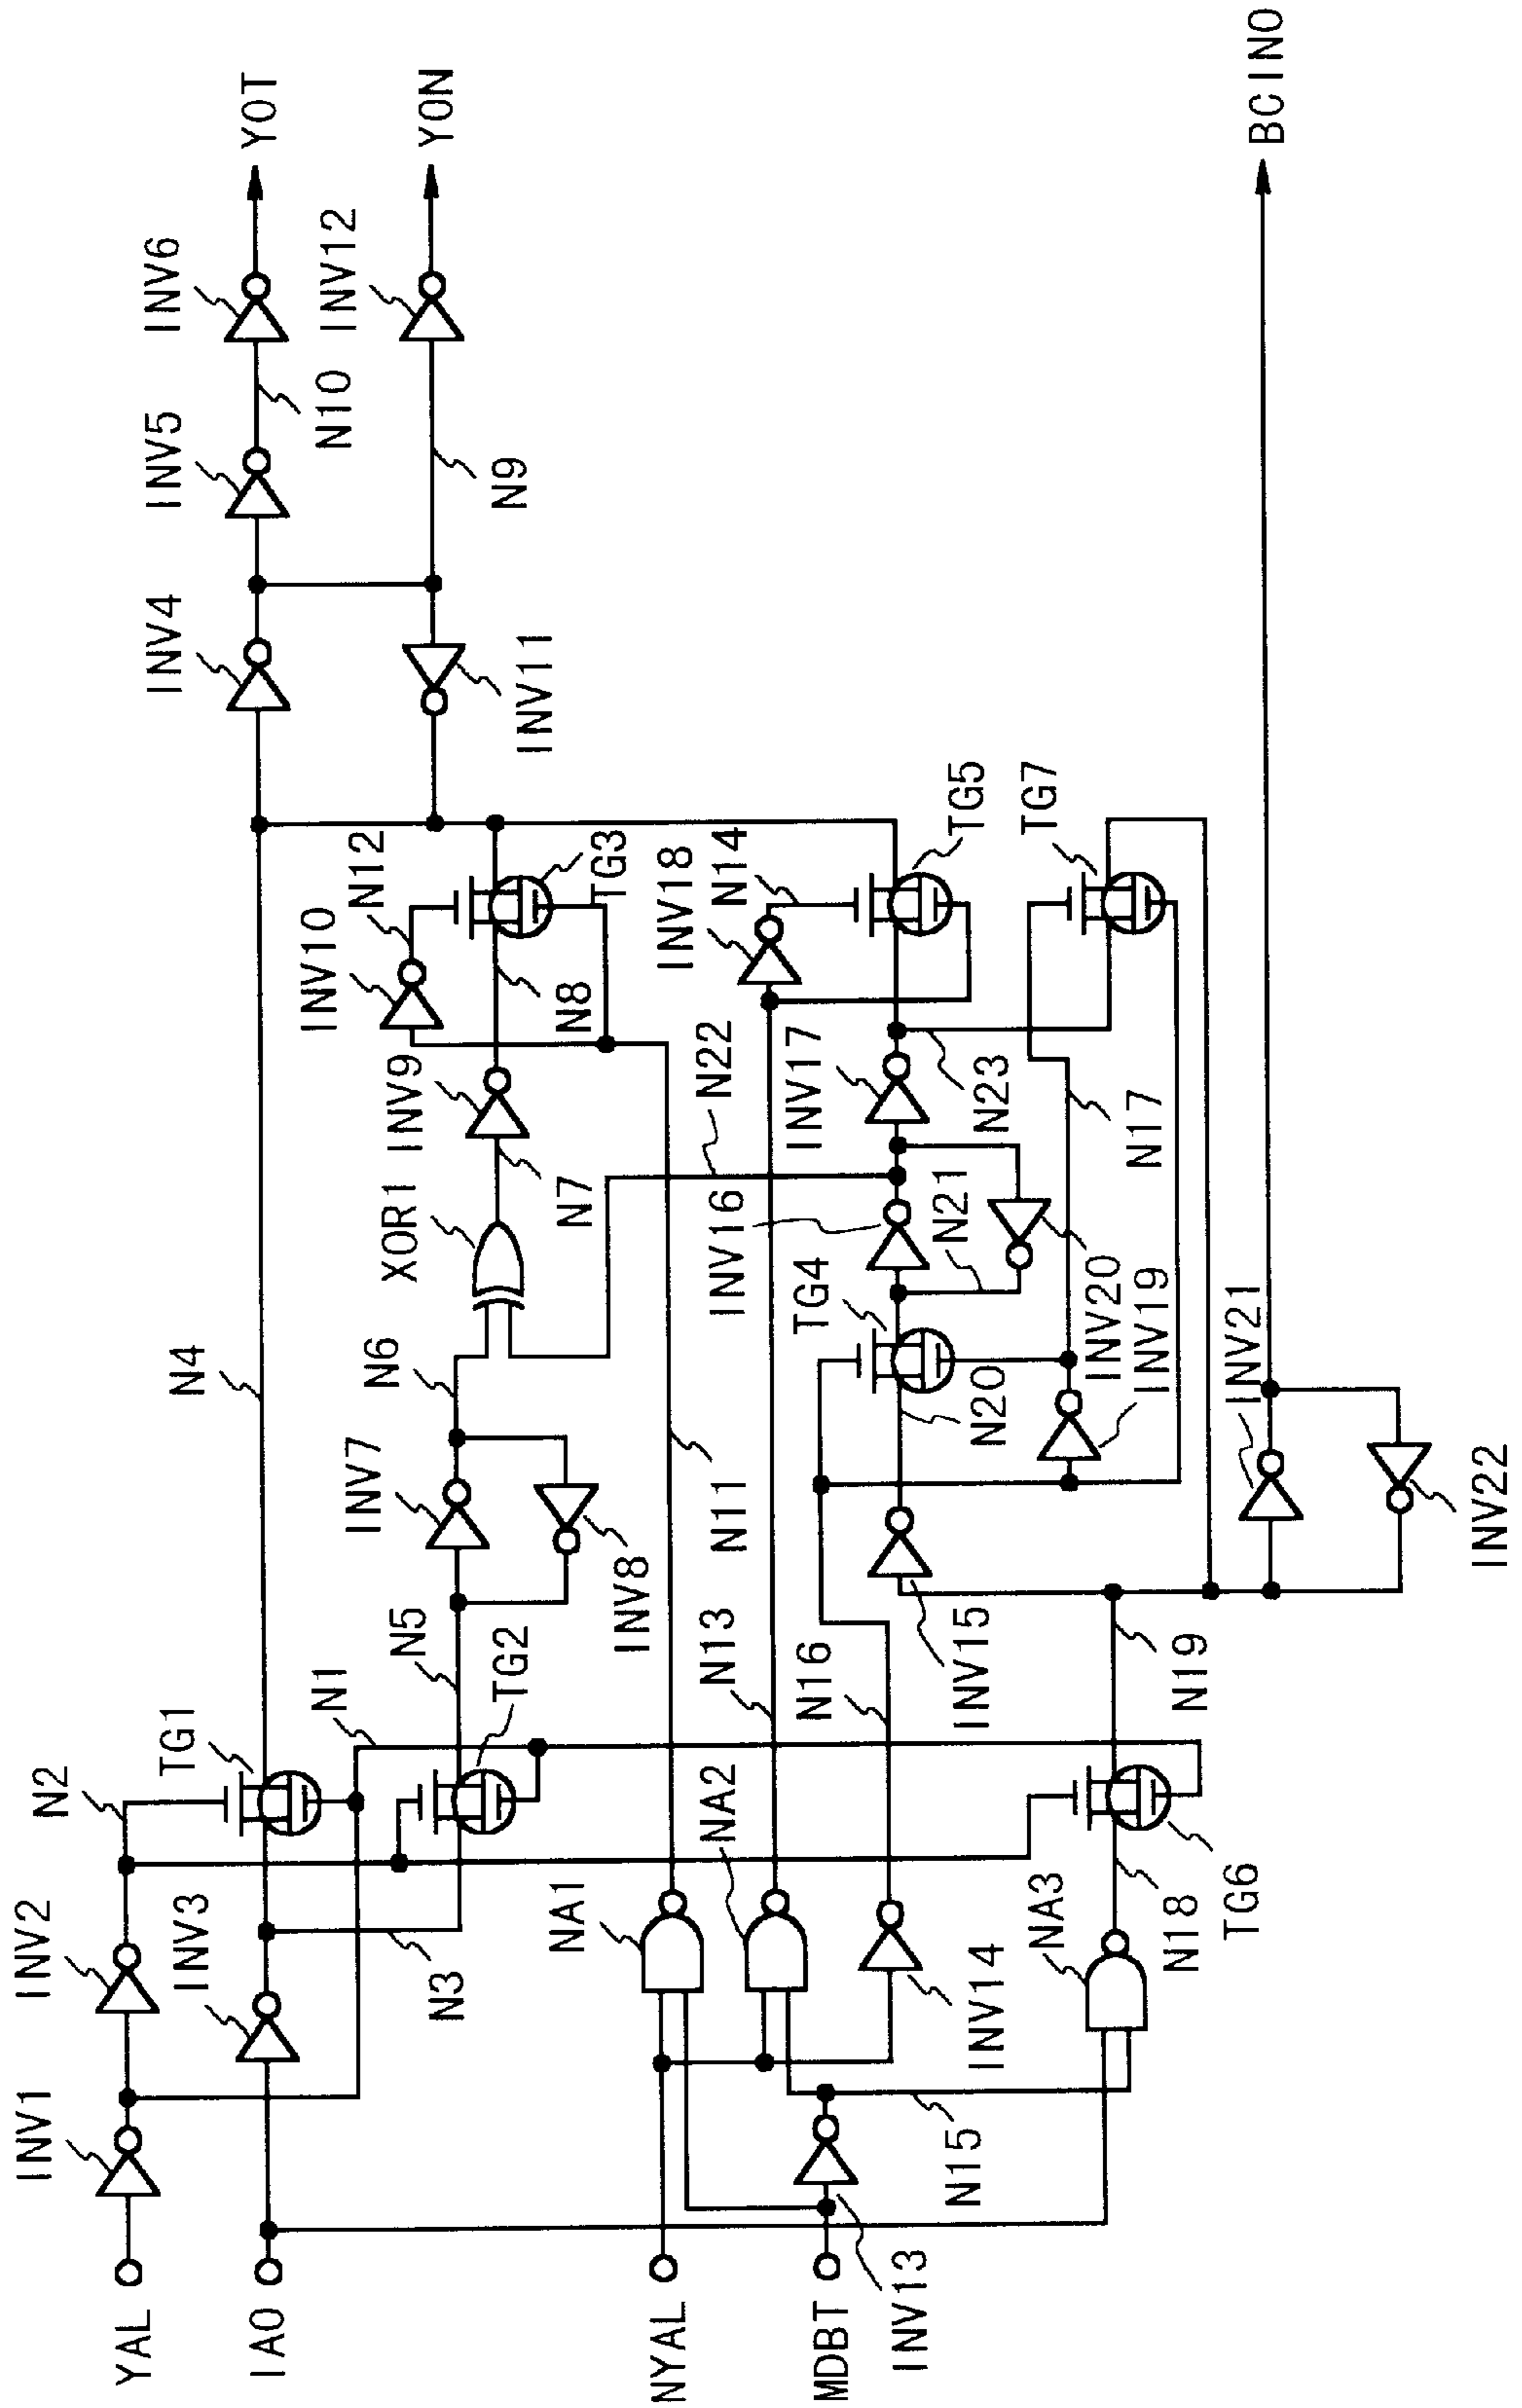 YAL
INV1
INV2
N2
TG1
N4
INV4
INV5
N10
INV6
YOT
IAO
INV3
N3
N1
TG2
N5
INV7
INV8
N6
XOR1
N7
INV9
N8
INV10
N12
TG3
INV11
N9
INV12
YON
NYAL
NA1
N11
N22
MDBT
INV13
N15
NA2
N13
INV18
N14
TG5
INV14
N16
INV15
N20
TG4
INV16
N21
INV20
INV17
N23
INV19
N17
TG7
NA3
N18
TG6
N19
INV21
INV22
BCINO